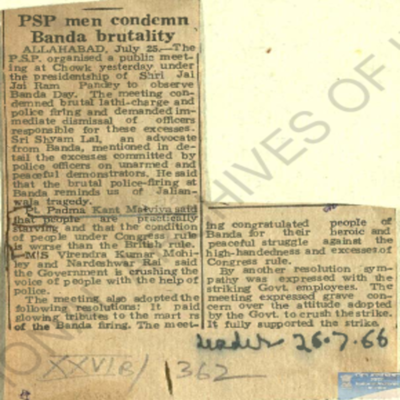 PSP men condemn
Banda brutality
ALLAHABAD, July 25.—The
P.S.P. organised a public meet-
ing at Chowk yesterday under
the presidentship of Shri Jai
Jai Ram Pandey to observe
Banda Day. The meeting con-
demned brutal lathi-charge and
police firing and demanded im-
mediate dismissal of officers
responsible for these excesses.
Sri Shyam Lal, an advocate
from Banda, mentioned in de-
tail the excesses committed by
police officers on unarmed and
peaceful demonstrators. He said
that the brutal police-firing at
Banda reminds us of Jalian-
wala tragedy.
Pt. Padma Kant Malviya said
that people are practically
starving and that the condition
of people under Congress rule
is worse than the British rule.
M/S Virendra Kumar Mohi-
ley and Nardeshwar Rai said
the Government is crushing the
voice of people with the help of
police.
The meeting also adopted the
following resolutions: It paid
glowing tributes to the mart rs
of the Banda firing. The meet-
ing congratulated people of
Banda for their heroic and
peaceful struggle against the
high-handedness and excesses of
Congress rule.
By another resolution sym-
pathy was expressed with the
striking Govt. employees. The
meeting expressed grave con-
cern over the attitude adopted
by the Govt. to crush the strike.
It fully supported the strike.
Leader 26.7.66
XXVIB/ 362